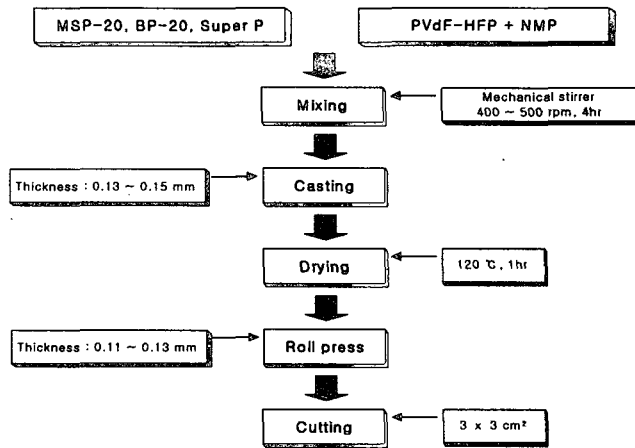 MSP-20, BP-20, Super P
PVdF-HFP + NMP
Mixing
Mechanical stirrer
400 ~ 500 rpm, 4hr
Thickness : 0.13 ~ 0.15 mm
Casting
Drying
120 ℃, 1hr
Thickness : 0.11 ~ 0.13 mm
Roll press
Cutting
3 x 3 cm²